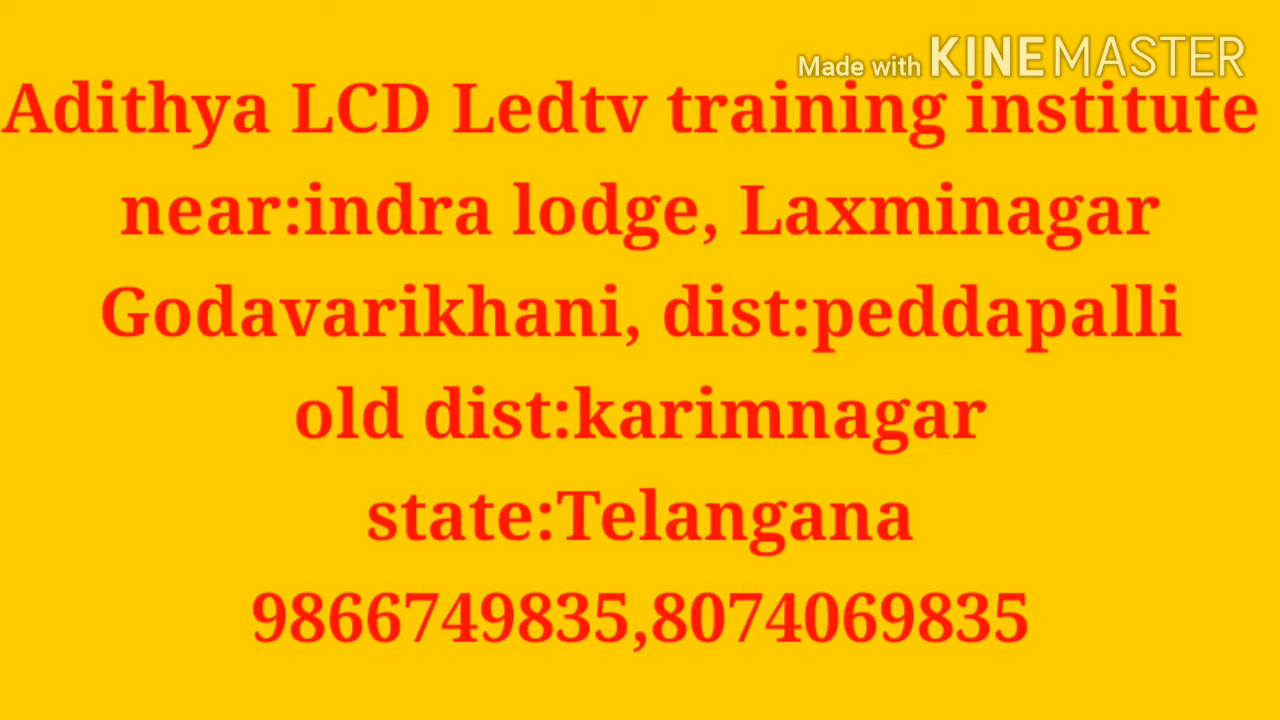 Made with KINEMASTER
Adithya LCD Ledtv training institute
near:indra lodge, Laxminagar
Godavarikhani, dist:peddapalli
old dist:karimnagar
state:Telangana
9866749835,8074069835